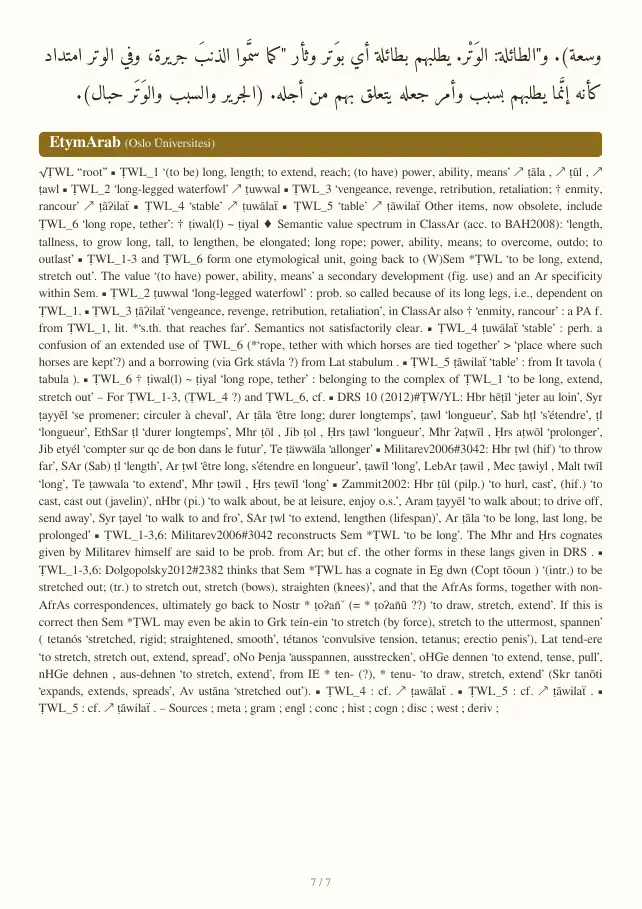 وسعة). و"الطائلة: الوَتْر. يطلبهم بطائلة أي بوَتر وثأر "كما سَمَّوا الذنبَ جريرة، وفي الوتر امتداد
كأنه إنَّما يطلبهم بسبب وأمر جعله يتعلق بهم من أجله. (الجرير والسبب والوَتَر حبال).
EtymArab (Oslo Üniversitesi)
√ṬWL “root” ▪ ṬWL_1 ‘(to be) long, length; to extend, reach; (to have) power, ability, means’ ↗ ṭāla , ↗ ṭūl , ↗
ṭawl ▪ ṬWL_2 ‘long-legged waterfowl’ ↗ ṭuwwal ▪ ṬWL_3 ‘vengeance, revenge, retribution, retaliation; † enmity,
rancour’ ↗ ṭāʔilaẗ ▪ ṬWL_4 ‘stable’ ↗ ṭuwālaẗ ▪ ṬWL_5 ‘table’ ↗ ṭāwilaẗ Other items, now obsolete, include
ṬWL_6 ‘long rope, tether’: † ṭiwal(l) ~ ṭiyal ♦ Semantic value spectrum in ClassAr (acc. to BAH2008): ‘length,
tallness, to grow long, tall, to lengthen, be elongated; long rope; power, ability, means; to overcome, outdo; to
outlast’ ▪ ṬWL_1-3 and ṬWL_6 form one etymological unit, going back to (W)Sem *ṬWL ‘to be long, extend,
stretch out’. The value ‘(to have) power, ability, means’ a secondary development (fig. use) and an Ar specificity
within Sem. ▪ ṬWL_2 ṭuwwal ‘long-legged waterfowl’ : prob. so called because of its long legs, i.e., dependent on
ṬWL_1. ▪ ṬWL_3 ṭāʔilaẗ ‘vengeance, revenge, retribution, retaliation’, in ClassAr also † ‘enmity, rancour’ : a PA f.
from ṬWL_1, lit. *‘s.th. that reaches far’. Semantics not satisfactorily clear. ▪ ṬWL_4 ṭuwālaẗ ‘stable’ : perh. a
confusion of an extended use of ṬWL_6 (*‘rope, tether with which horses are tied together’ > ‘place where such
horses are kept’?) and a borrowing (via Grk stávla ?) from Lat stabulum . ▪ ṬWL_5 ṭāwilaẗ ‘table’ : from It tavola (
tabula ). ▪ ṬWL_6 † ṭiwal(l) ~ ṭiyal ‘long rope, tether’ : belonging to the complex of ṬWL_1 ‘to be long, extend,
stretch out’ – For ṬWL_1-3, (ṬWL_4 ?) and ṬWL_6, cf. ▪ DRS 10 (2012)#ṬW/YL: Hbr hēṭīl ‘jeter au loin’, Syr
ṭayyēl ‘se promener; circuler à cheval’, Ar ṭāla ‘être long; durer longtemps’, ṭawl ‘longueur’, Sab hṭl ‘s’étendre’, ṭl
‘longueur’, EthSar ṭl ‘durer longtemps’, Mhr ṭōl , Jib ṭol , Ḥrs ṭawl ‘longueur’, Mhr ʔaṭwīl , Ḥrs aṭwōl ‘prolonger’,
Jib etyél ‘compter sur qc de bon dans le futur’, Te ṭäwwäla ‘allonger’ ▪ Militarev2006#3042: Hbr ṭwl (hif) ‘to throw
far’, SAr (Sab) ṭl ‘length’, Ar ṭwl ‘être long, s’étendre en longueur’, ṭawīl ‘long’, LebAr ṭawil , Mec ṭawiyl , Malt twil
‘long’, Te ṭawwala ‘to extend’, Mhr ṭəwīl , Ḥrs ṭewīl ‘long’ ▪ Zammit2002: Hbr ṭūl (pilp.) ‘to hurl, cast’, (hif.) ‘to
cast, cast out (javelin)’, nHbr (pi.) ‘to walk about, be at leisure, enjoy o.s.’, Aram ṭayyēl ‘to walk about; to drive off,
send away’, Syr ṭayel ‘to walk to and fro’, SAr ṭwl ‘to extend, lengthen (lifespan)’, Ar ṭāla ‘to be long, last long, be
prolonged’ ▪ ṬWL_1-3,6: Militarev2006#3042 reconstructs Sem *ṬWL ‘to be long’. The Mhr and Ḥrs cognates
given by Militarev himself are said to be prob. from Ar; but cf. the other forms in these langs given in DRS . ▪
ṬWL_1-3,6: Dolgopolsky2012#2382 thinks that Sem *ṬWL has a cognate in Eg dwn (Copt tōoun ) ‘(intr.) to be
stretched out; (tr.) to stretch out, stretch (bows), straighten (knees)’, and that the AfrAs forms, together with non-
AfrAs correspondences, ultimately go back to Nostr * ṭoʔañˇ (= * ṭoʔañü ??) ‘to draw, stretch, extend’. If this is
correct then Sem *ṬWL may even be akin to Grk teín-ein ‘to stretch (by force), stretch to the uttermost, spannen’
( tetanós ‘stretched, rigid; straightened, smooth’, tétanos ‘convulsive tension, tetanus; erectio penis’), Lat tend-ere
‘to stretch, stretch out, extend, spread’, oNo Þenja ‘ausspannen, ausstrecken’, oHGe dennen ‘to extend, tense, pull’,
nHGe dehnen , aus-dehnen ‘to stretch, extend’, from IE * ten- (?), * tenu- ‘to draw, stretch, extend’ (Skr tanōti
‘expands, extends, spreads’, Av ustāna ‘stretched out’). ▪ ṬWL_4 : cf. ↗ ṭawālaẗ . ▪ ṬWL_5 : cf. ↗ ṭāwilaẗ . ▪
ṬWL_5 : cf. ↗ ṭāwilaẗ . – Sources ; meta ; gram ; engl ; conc ; hist ; cogn ; disc ; west ; deriv ;
7 / 7